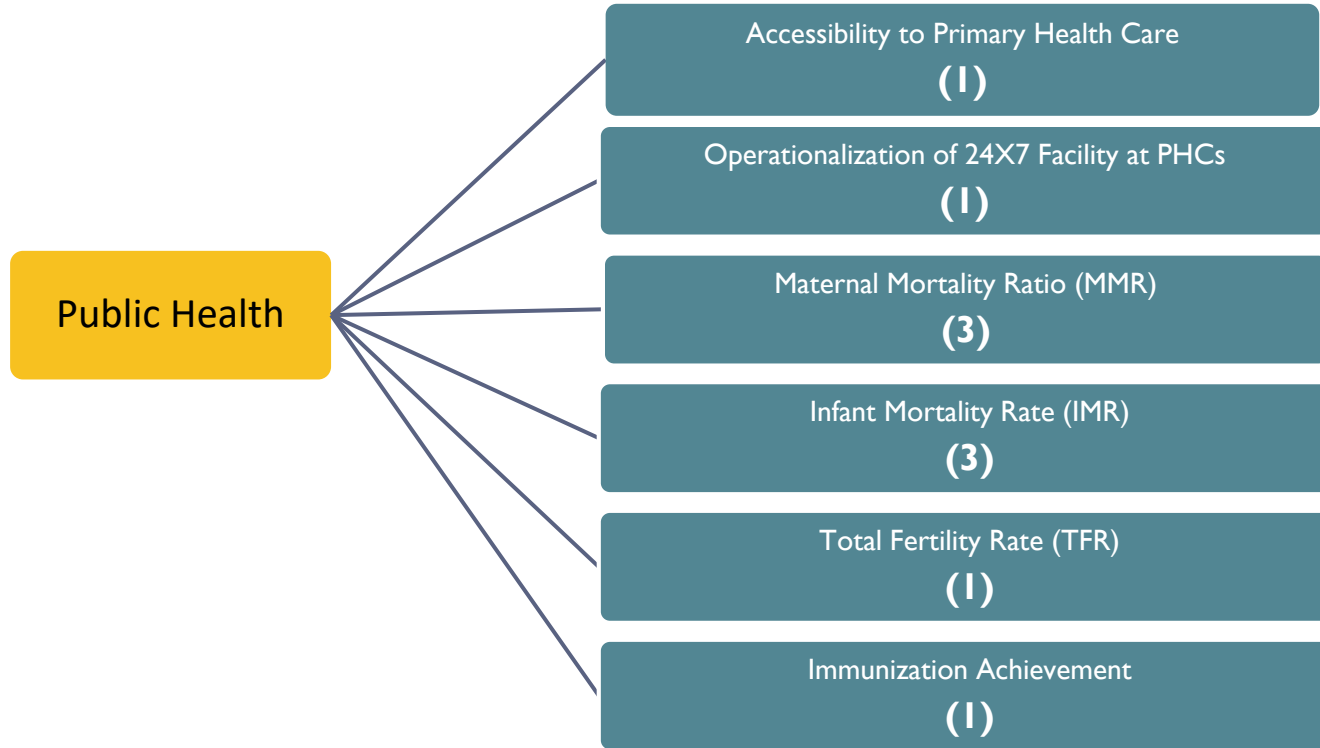 Public Health
Accessibility to Primary Health Care
(1)
Operationalization of 24X7 Facility at PHCs
(1)
Maternal Mortality Ratio (MMR)
(3)
Infant Mortality Rate (IMR)
(3)
Total Fertility Rate (TFR)
(1)
Immunization Achievement
(1)